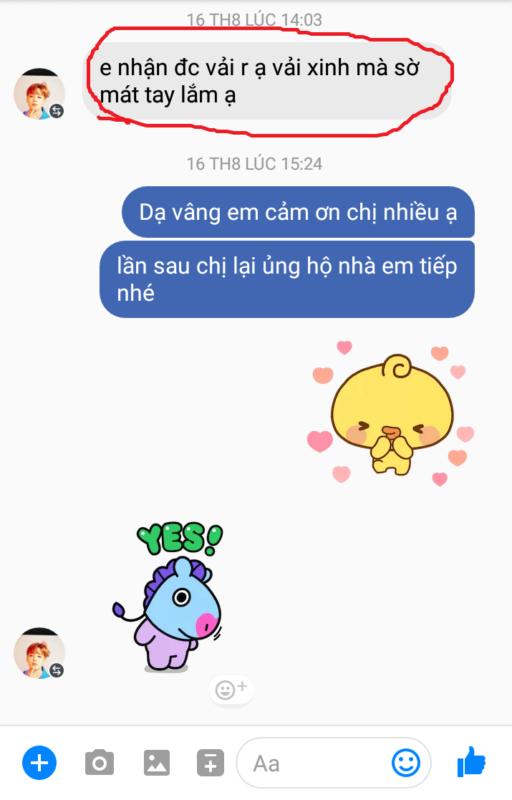 16 TH8 LÚC 14:03
e nhận đc vải r ạ vải xinh mà sờ
mát tay lắm ạ
16 TH8 LÚC 15:24
Dạ vâng em cảm ơn chị nhiều ạ
lần sau chị lại ủng hộ nhà em tiếp
nhé
YES!
Aa